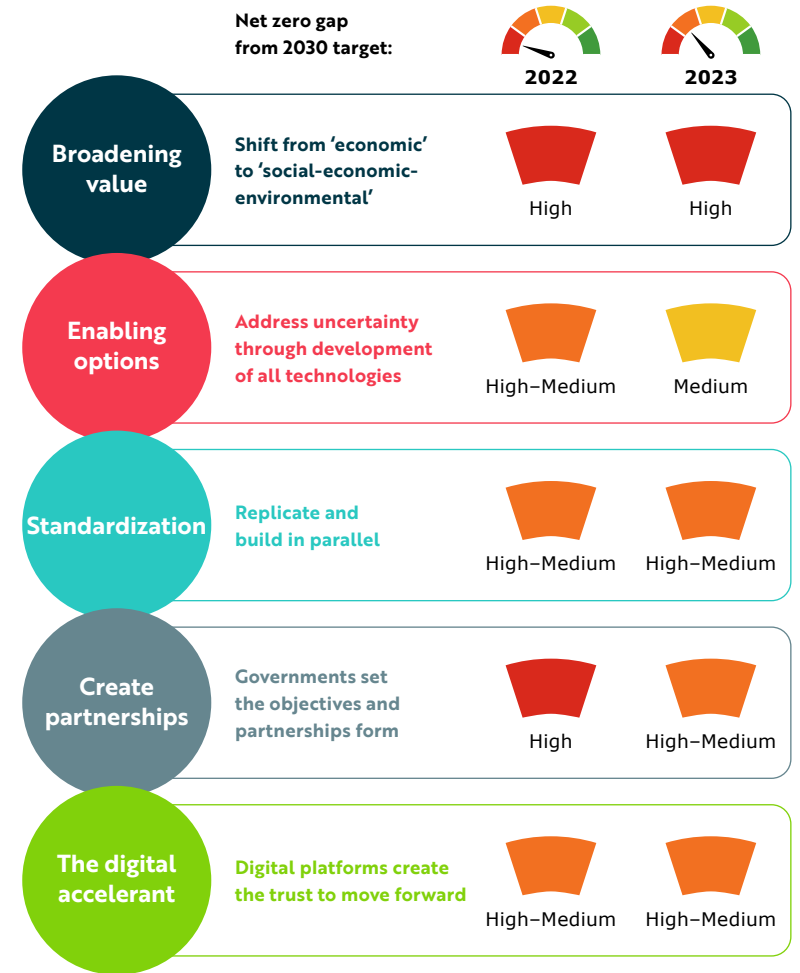 Net zero gap
from 2030 target:
2022
2023
Broadening
value
Shift from ‘economic’
to ‘social-economic-
environmental’
High
High
Enabling
options
Address uncertainty
through development
of all technologies
High–Medium
Medium
Standardization
Replicate and
build in parallel
High–Medium
High–Medium
Create
partnerships
Governments set
the objectives and
partnerships form
High
High–Medium
The digital
accelerant
Digital platforms create
the trust to move forward
High–Medium
High–Medium